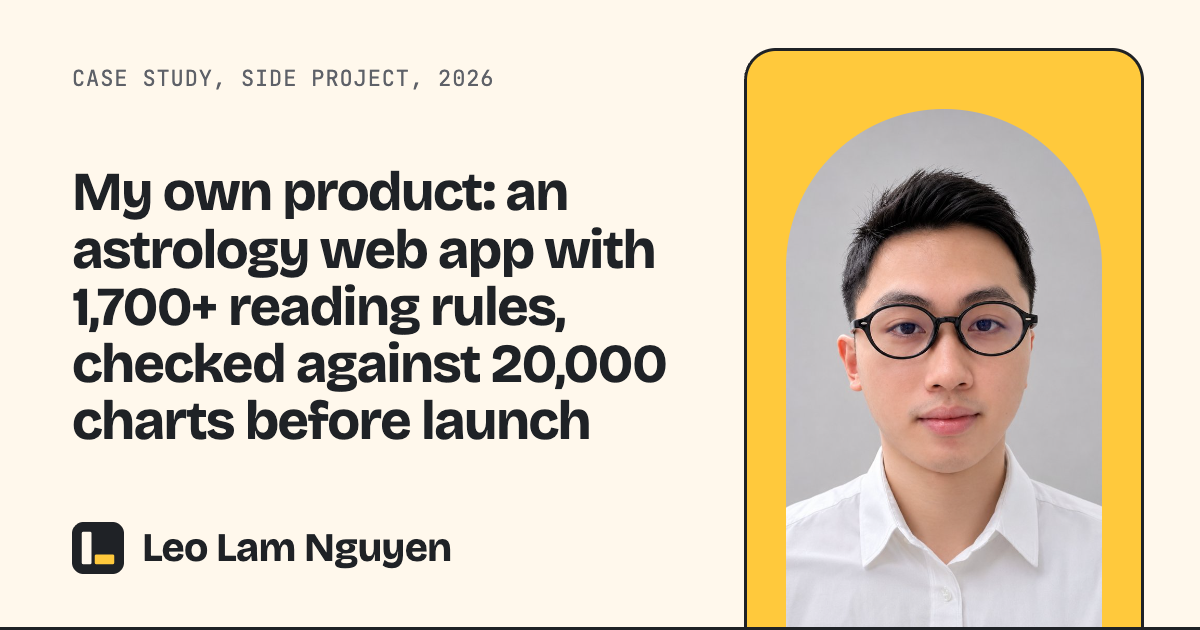 CASE STUDY, SIDE PROJECT, 2026
My own product: an
astrology web app with
1,700+ reading rules,
checked against 20,000
charts before launch
Leo Lam Nguyen